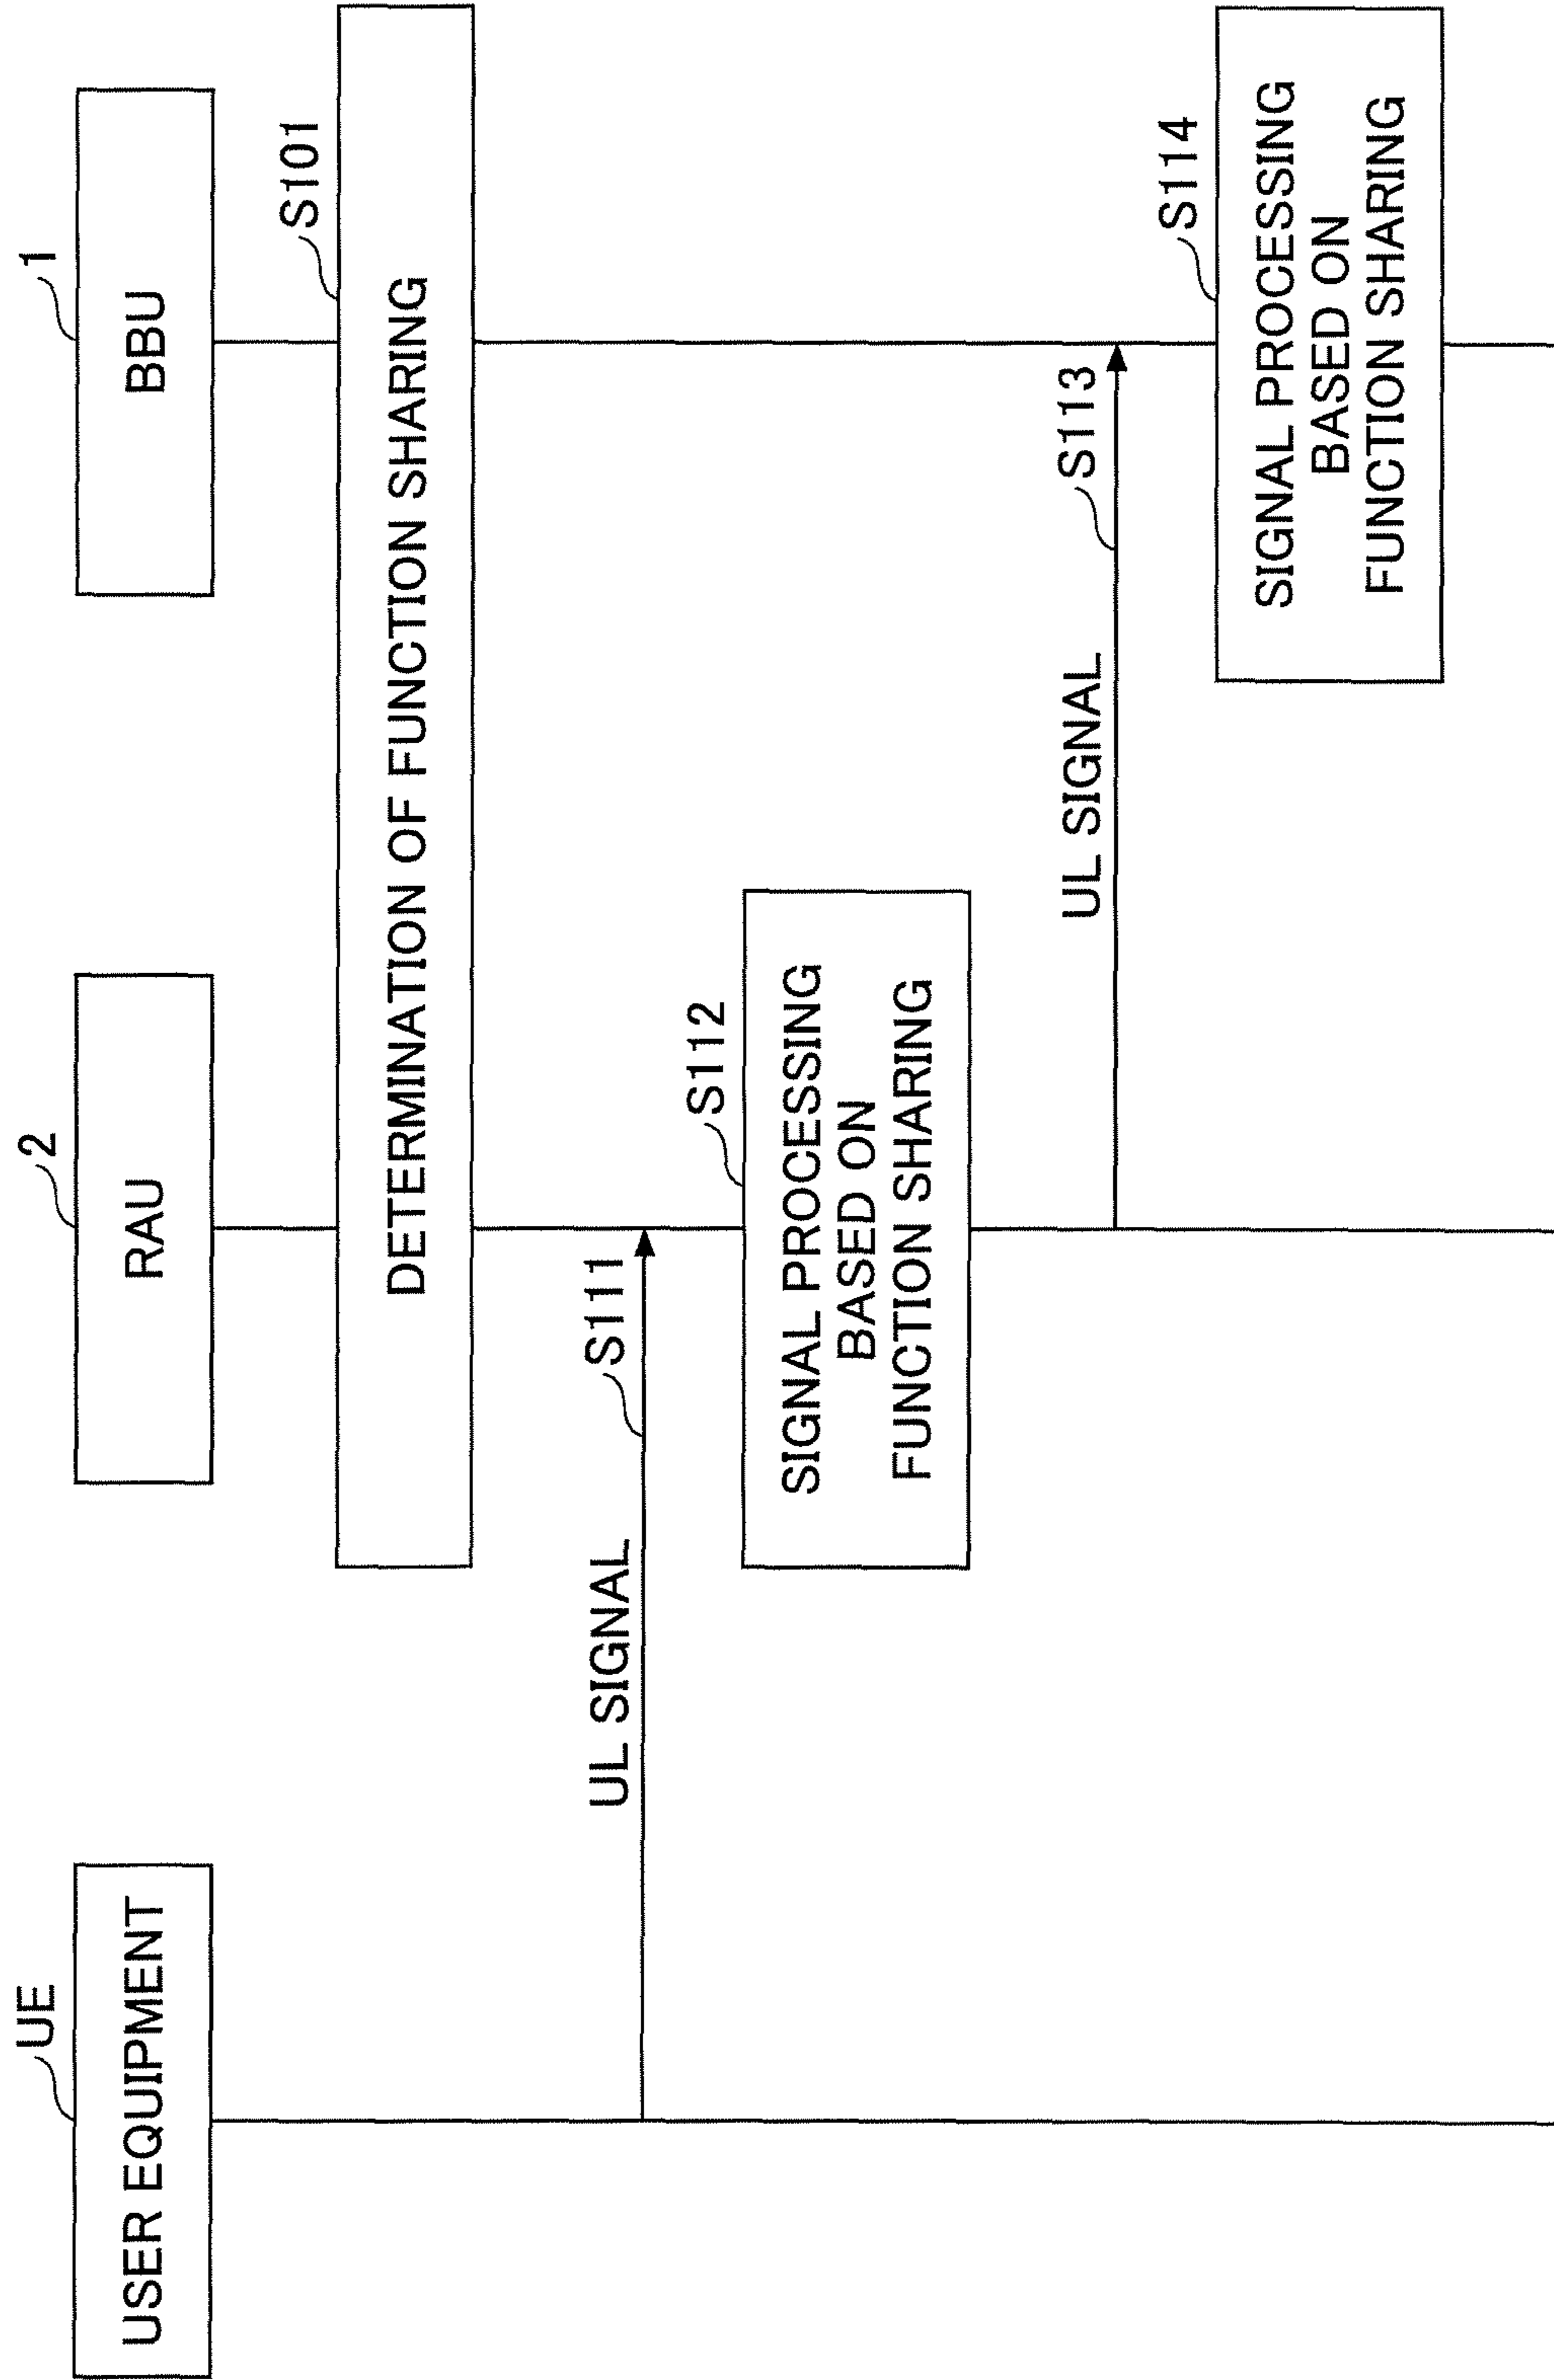 UE
USER EQUIPMENT
2
RAU
1
BBU
S101
DETERMINATION OF FUNCTION SHARING
UL SIGNAL
S111
S112
SIGNAL PROCESSING
BASED ON
FUNCTION SHARING
UL SIGNAL
S113
S114
SIGNAL PROCESSING
BASED ON
FUNCTION SHARING